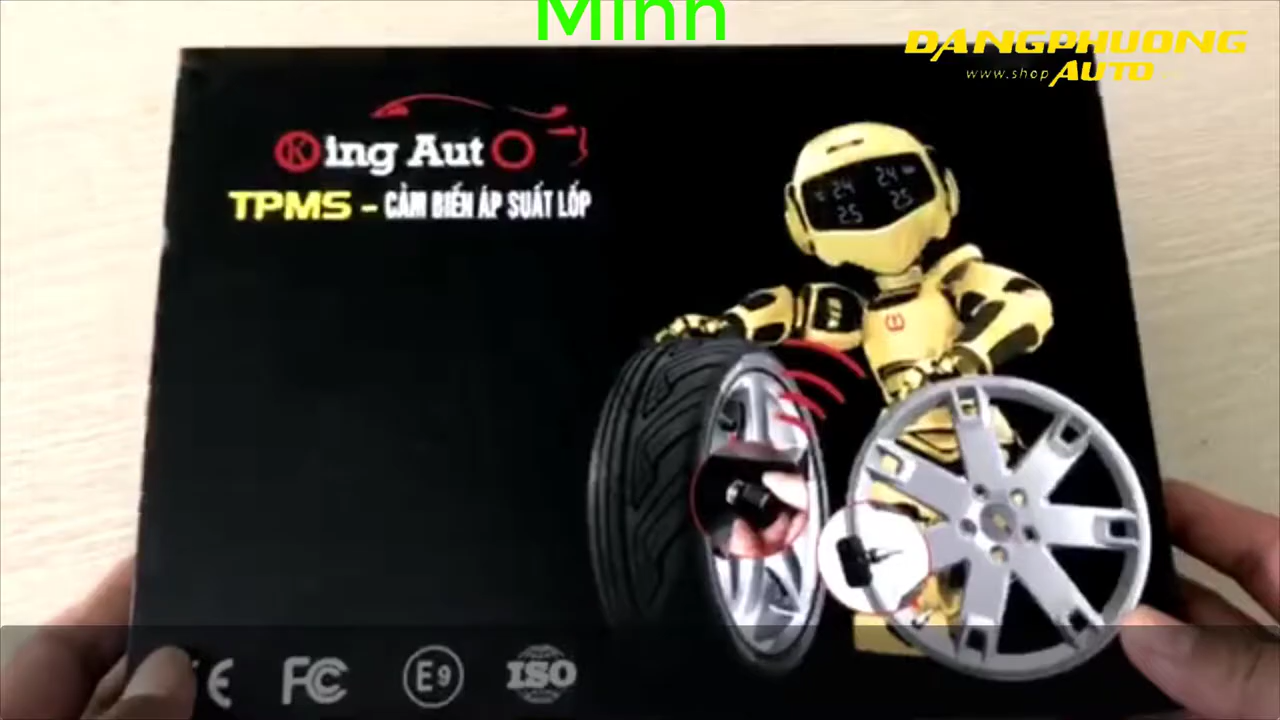 Minh
DANGPHUONG
www.shop AUTO
King Auto
TPMS - CẢM BIẾN ÁP SUẤT LỐP
24 24
25 25
CE FC E9 ISO